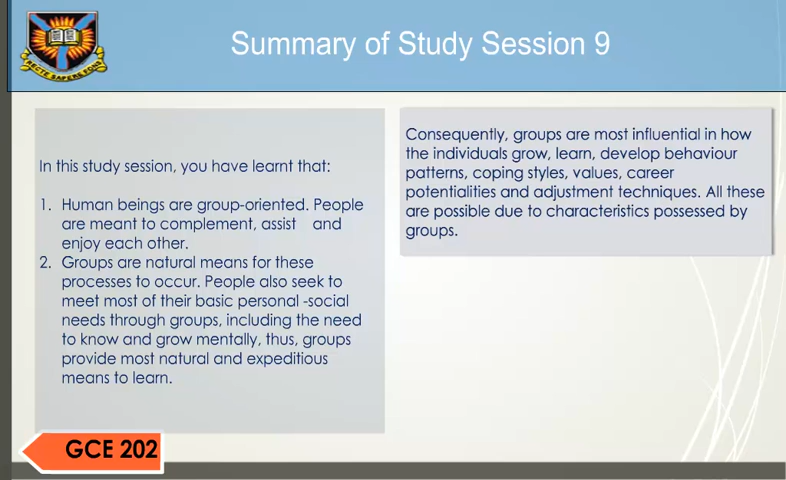 Summary of Study Session 9
RECTE SAPERE FONS
In this study session, you have learnt that:
1. Human beings are group-oriented. People
are meant to complement, assist and
enjoy each other.
2. Groups are natural means for these
processes to occur. People also seek to
meet most of their basic personal -social
needs through groups, including the need
to know and grow mentally, thus, groups
provide most natural and expeditious
means to learn.
Consequently, groups are most influential in how
the individuals grow, learn, develop behaviour
patterns, coping styles, values, career
potentialities and adjustment techniques. All these
are possible due to characteristics possessed by
groups.
GCE 202